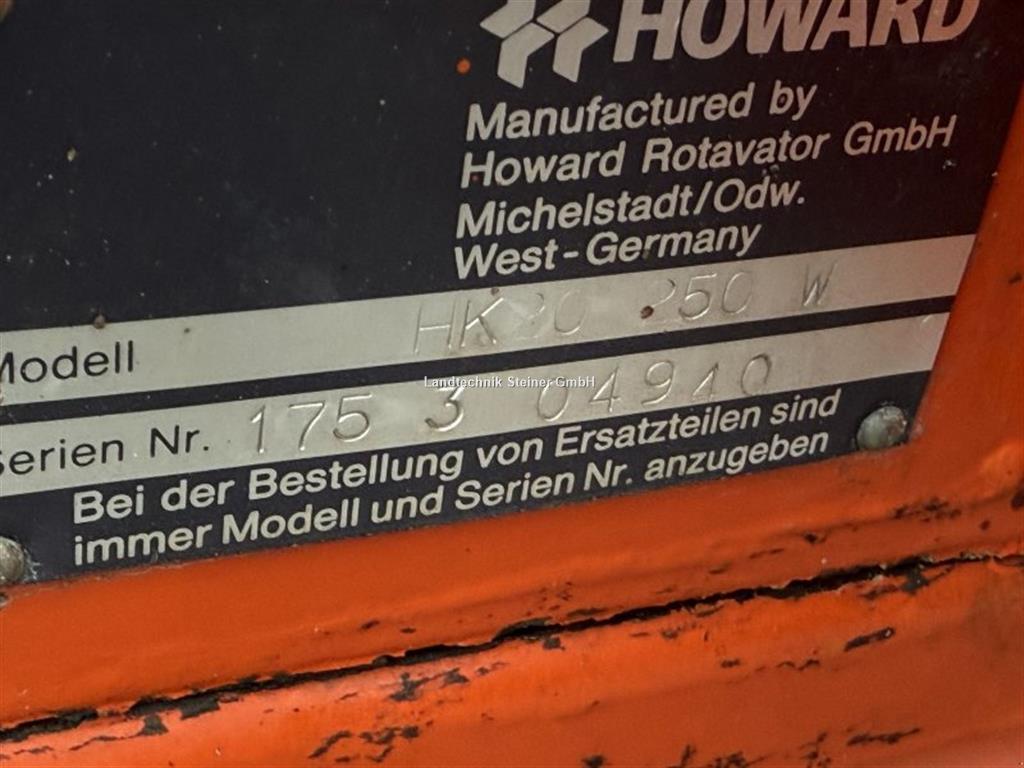 HOWARD
Manufactured by
Howard Rotavator GmbH
Michelstadt/Odw.
West-Germany
Modell HK 250 W
Landtechnik Steiner GmbH
Serien Nr. 175 3 04940
Bei der Bestellung von Ersatzteilen sind
immer Modell und Serien Nr. anzugeben